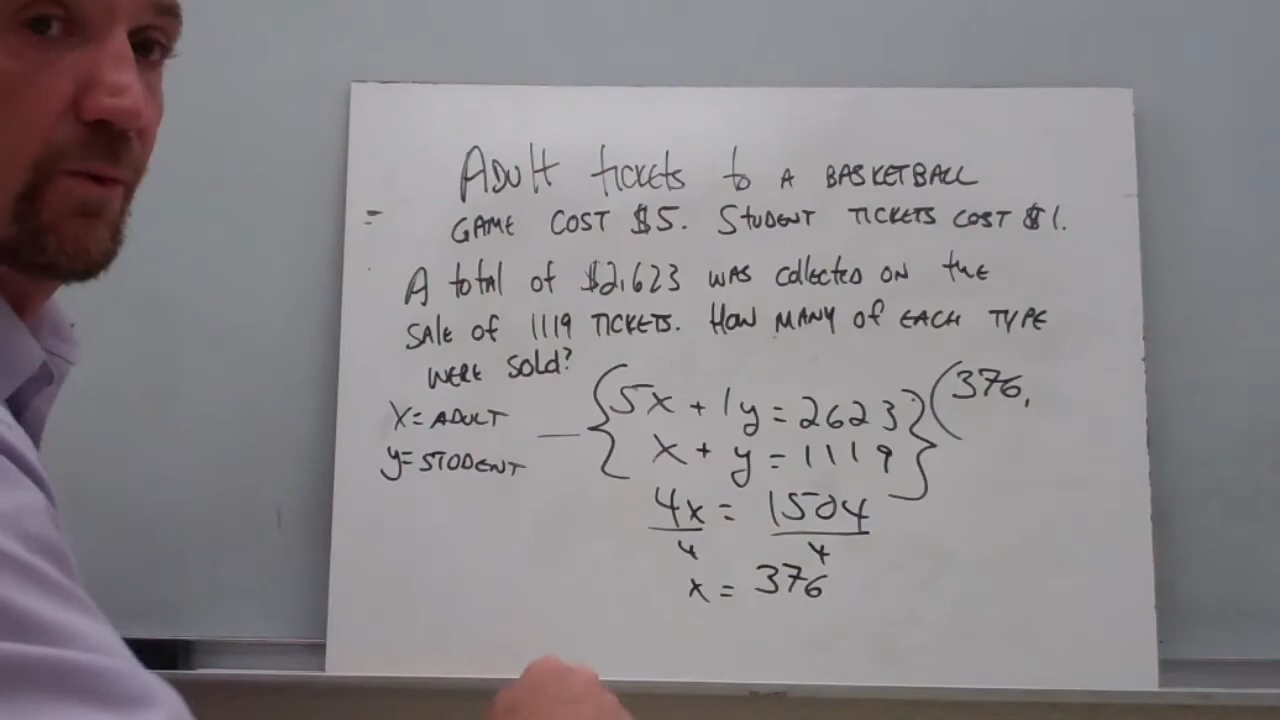 ADULT TICKETS TO A BASKETBALL
GAME COST $5. STUDENT TICKETS COST $1.
A total of $2,623 WAS collected ON the
SALE of 1119 TICKETS. How MANY of EACH TYPE
WERE sold?
X = ADULT
y = STUDENT
{5x + 1y = 2623} (376,
{x + y = 1119}
4x = 1504
4 4
x = 376